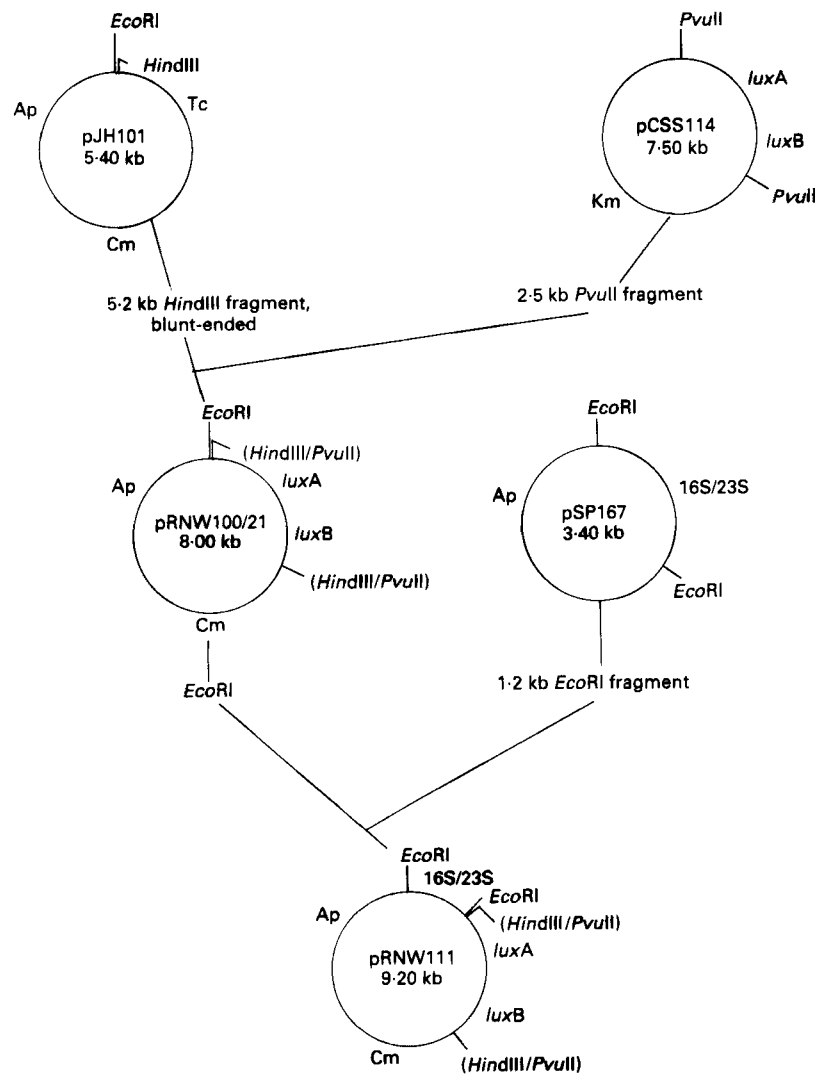 EcoRI
HindIII
Ap
Tc
pJH101
5·40 kb
Cm
PvuII
luxA
pCSS114
7·50 kb
luxB
Km
PvuII
5·2 kb HindIII fragment,
blunt-ended
2·5 kb PvuII fragment
EcoRI
(HindIII/PvuII)
Ap
luxA
pRNW100/21
8·00 kb
luxB
(HindIII/PvuII)
Cm
EcoRI
EcoRI
Ap
16S/23S
pSP167
3·40 kb
EcoRI
1·2 kb EcoRI fragment
EcoRI
16S/23S
EcoRI
Ap
(HindIII/PvuII)
luxA
pRNW111
9·20 kb
luxB
Cm
(HindIII/PvuII)